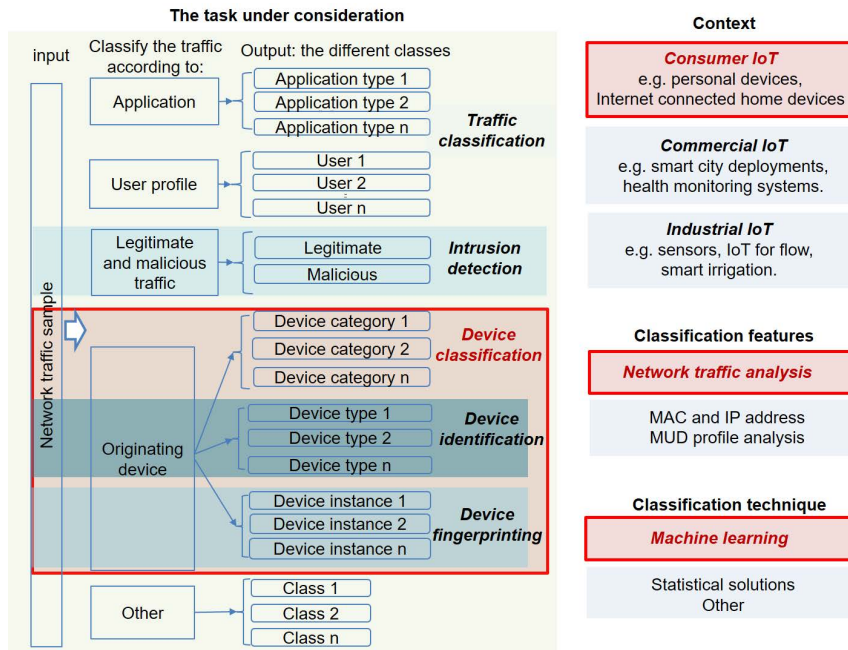 The task under consideration
input
Classify the traffic
according to:
Output: the different classes
Network traffic sample
Application
Application type 1
Application type 2
Application type n
Traffic
classification
User profile
User 1
User 2
User n
Legitimate
and malicious
traffic
Legitimate
Malicious
Intrusion
detection
Originating
device
Device category 1
Device category 2
Device category n
Device
classification
Device type 1
Device type 2
Device type n
Device
identification
Device instance 1
Device instance 2
Device instance n
Device
fingerprinting
Other
Class 1
Class 2
Class n
Context
Consumer IoT
e.g. personal devices,
Internet connected home devices
Commercial IoT
e.g. smart city deployments,
health monitoring systems.
Industrial IoT
e.g. sensors, IoT for flow,
smart irrigation.
Classification features
Network traffic analysis
MAC and IP address
MUD profile analysis
Classification technique
Machine learning
Statistical solutions
Other